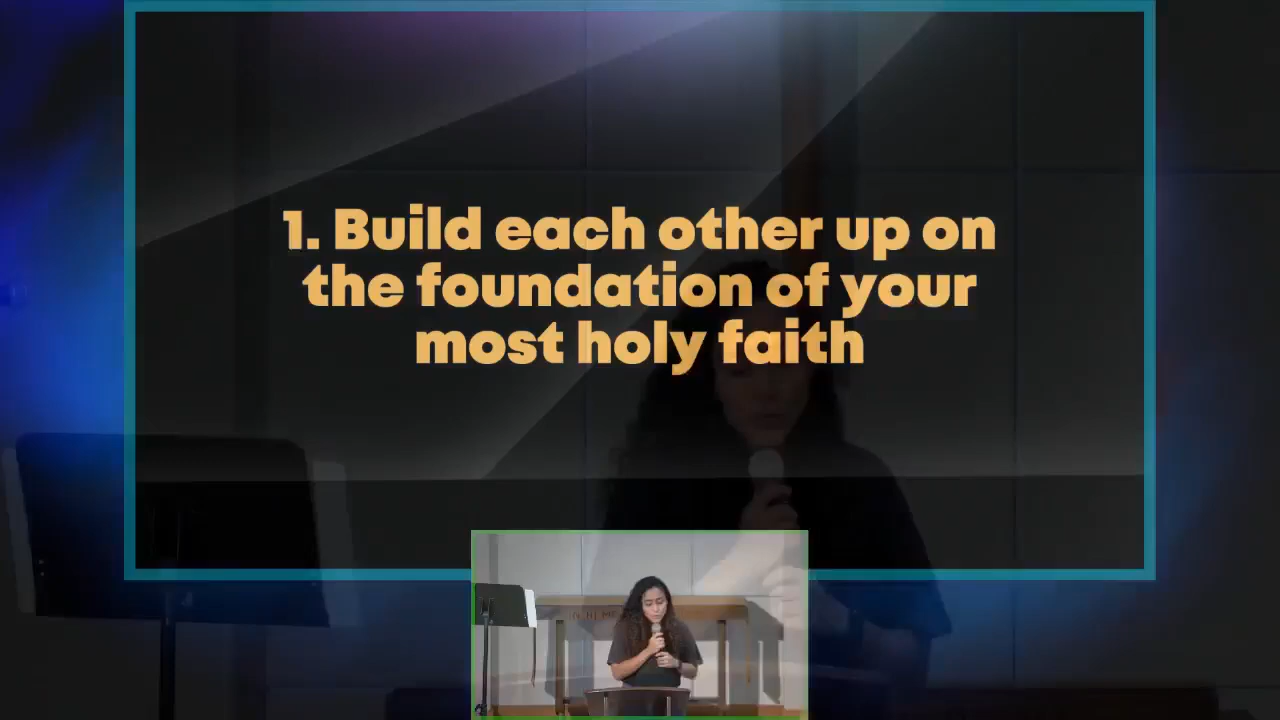 1. Build each other up on
the foundation of your
most holy faith